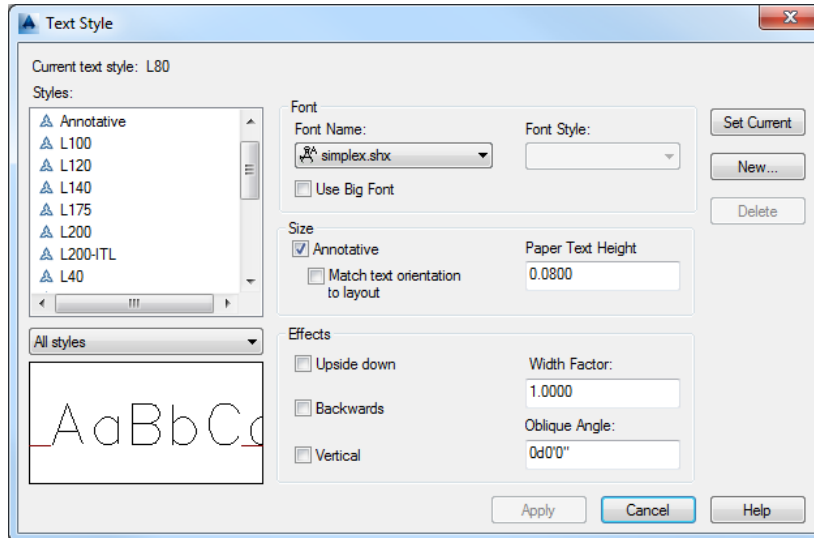 Text Style
Current text style: L80
Styles:
Annotative
L100
L120
L140
L175
L200
L200-ITL
L40
All styles
AaBbC
Font
Font Name:
simplex.shx
Use Big Font
Font Style:
Size
Annotative
Match text orientation
to layout
Paper Text Height
0.0800
Effects
Upside down
Backwards
Vertical
Width Factor:
1.0000
Oblique Angle:
0d0'0"
Set Current
New...
Delete
Apply
Cancel
Help